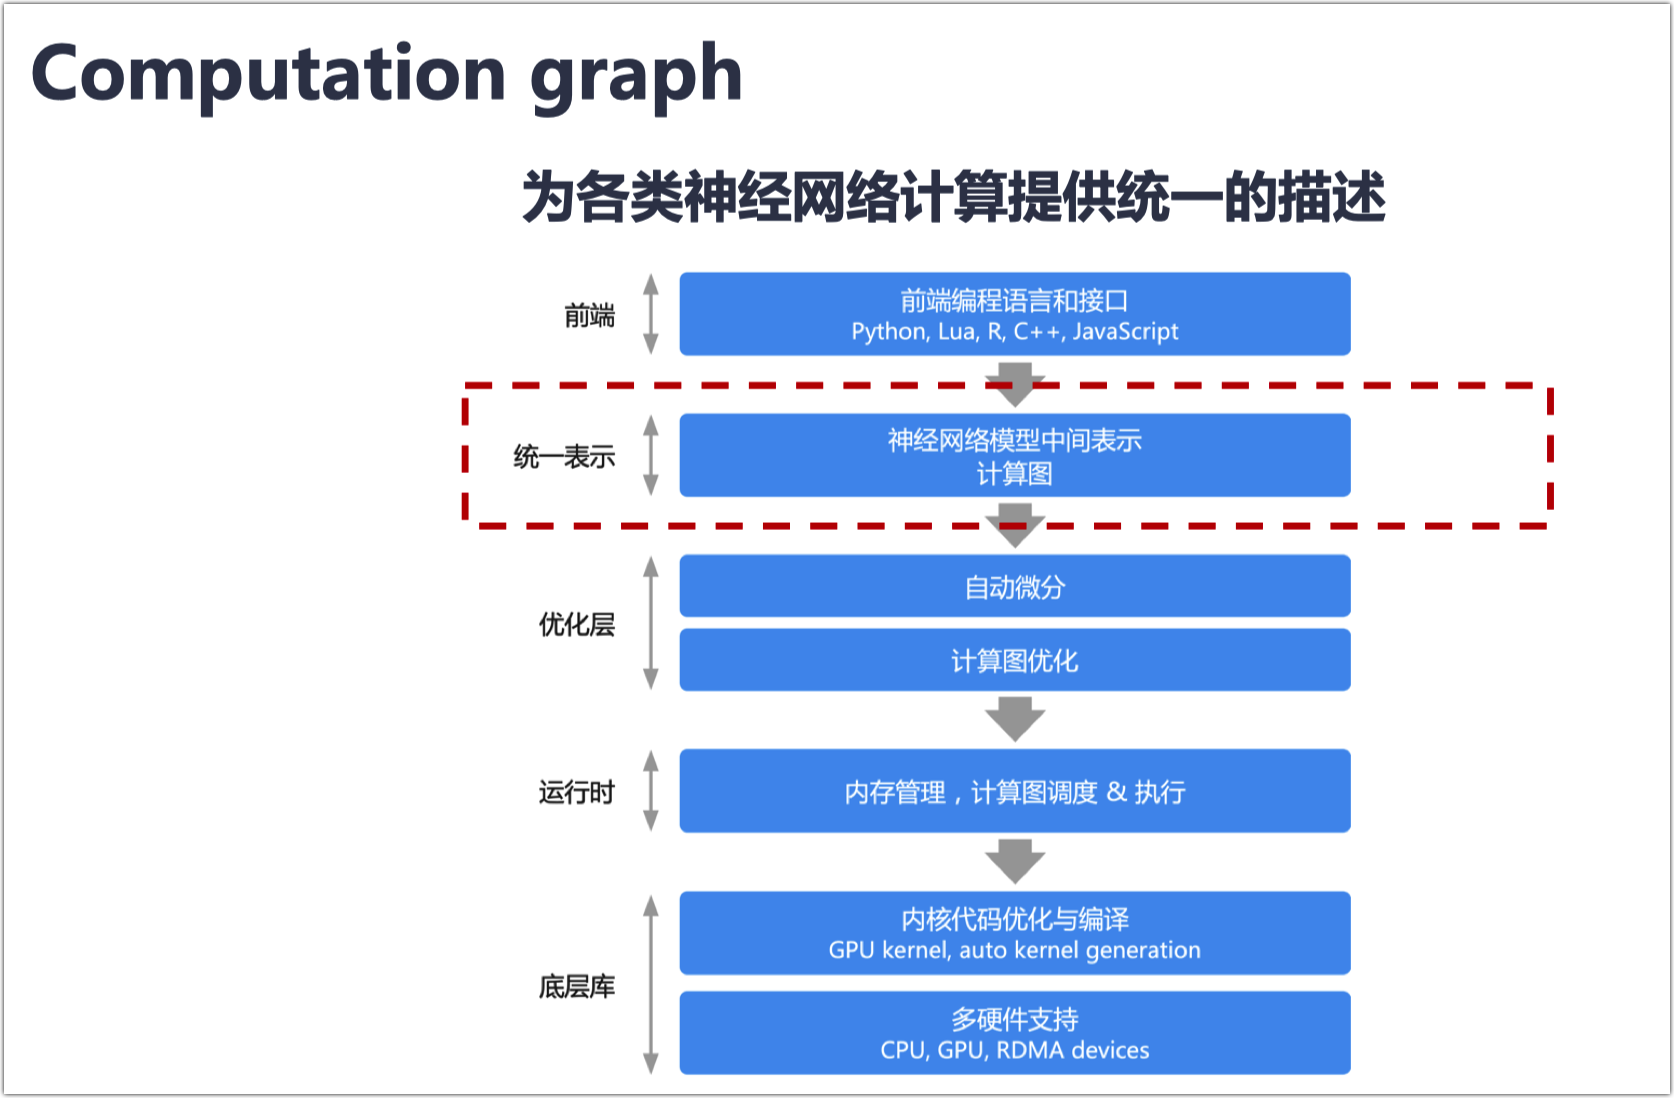 Computation graph
为各类神经网络计算提供统一的描述
前端
前端编程语言和接口
Python, Lua, R, C++, JavaScript
统一表示
神经网络模型中间表示
计算图
优化层
自动微分
计算图优化
运行时
内存管理，计算图调度 & 执行
底层库
内核代码优化与编译
GPU kernel, auto kernel generation
多硬件支持
CPU, GPU, RDMA devices